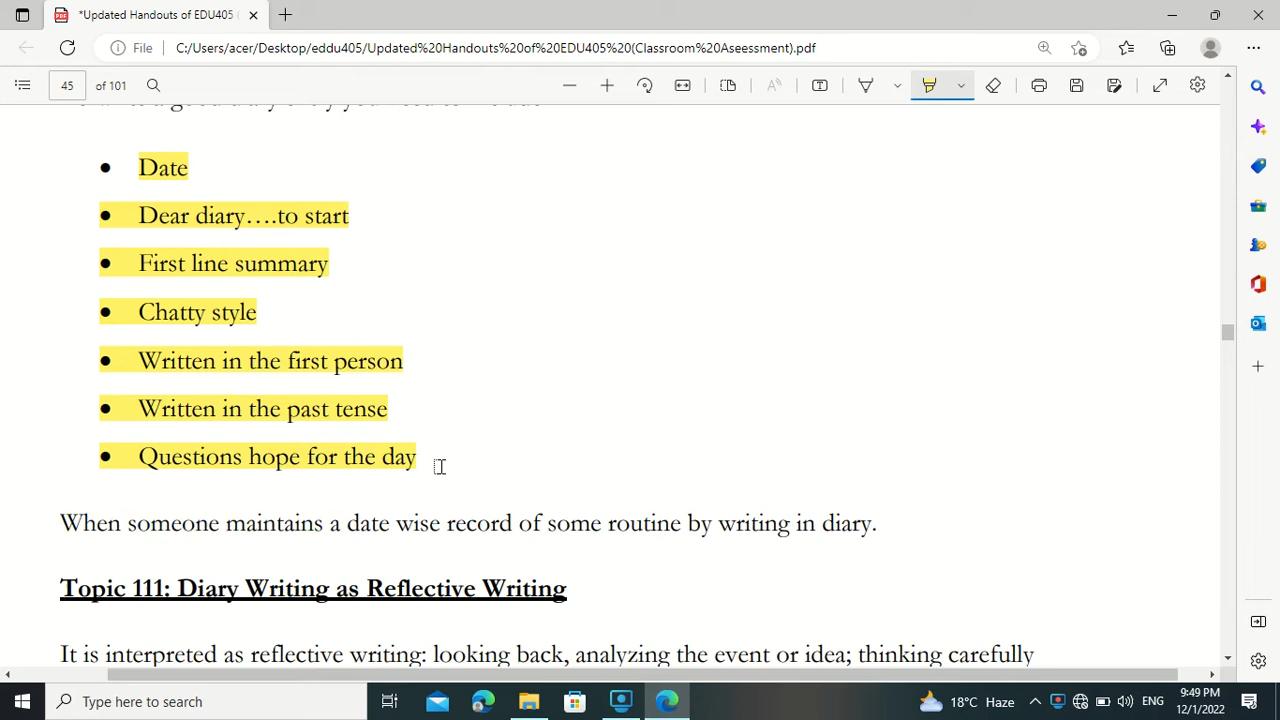 *Updated Handouts of EDU405 (
File
C:/Users/acer/Desktop/eddu405/Updated%20Handouts%20of%20EDU405%20(Classroom%20Aseessment).pdf
45 of 101
• Date
• Dear diary….to start
• First line summary
• Chatty style
• Written in the first person
• Written in the past tense
• Questions hope for the day
When someone maintains a date wise record of some routine by writing in diary.
Topic 111: Diary Writing as Reflective Writing
It is interpreted as reflective writing: looking back, analyzing the event or idea; thinking carefully
Type here to search
18°C Haze
ENG
9:49 PM
12/1/2022